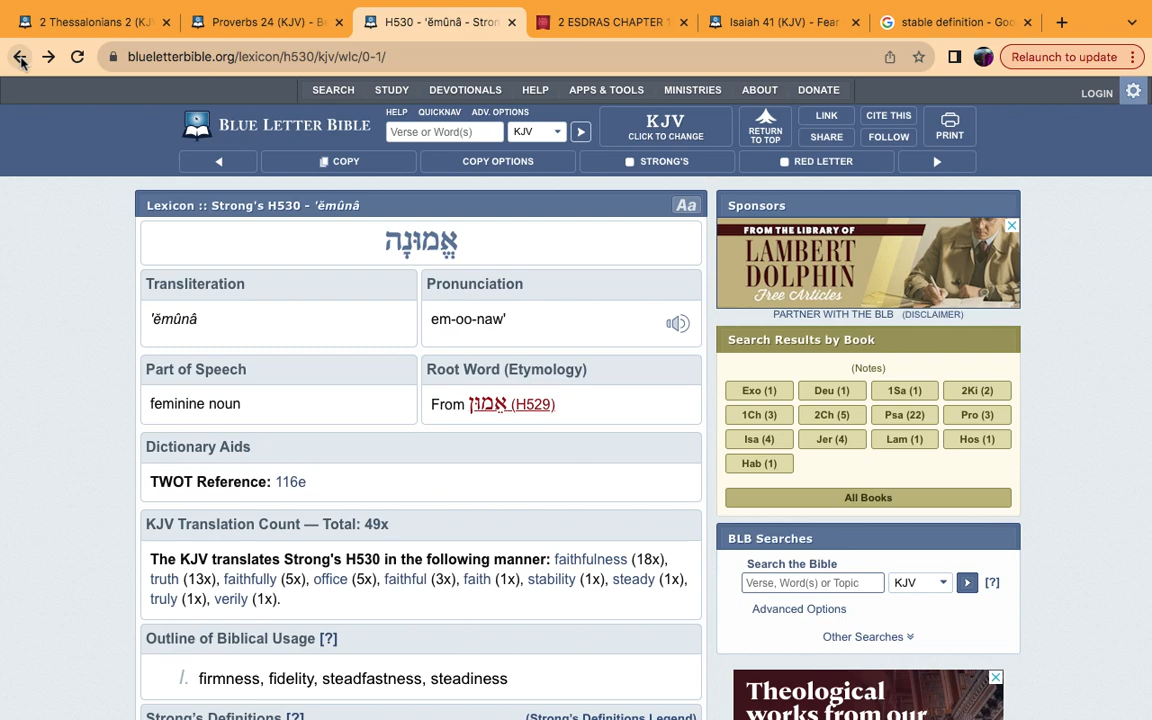 2 Thessalonians 2 (KJ
Proverbs 24 (KJV) - Be
H530 - 'ĕmûnâ - Stron
2 ESDRAS CHAPTER 1
Isaiah 41 (KJV) - Fear
stable definition - Goo
blueletterbible.org/lexicon/h530/kjv/wlc/0-1/
Relaunch to update
SEARCH STUDY DEVOTIONALS HELP APPS & TOOLS MINISTRIES ABOUT DONATE
LOGIN
BLUE LETTER BIBLE
HELP QUICKNAV ADV. OPTIONS
Verse or Word(s) KJV
KJV
CLICK TO CHANGE
RETURN
TO TOP
LINK CITE THIS
SHARE FOLLOW
PRINT
COPY COPY OPTIONS STRONG'S RED LETTER
Lexicon :: Strong's H530 - 'ĕmûnâ
Aa
אֱמוּנָה
Transliteration
'ĕmûnâ
Pronunciation
em-oo-naw'
Part of Speech
feminine noun
Root Word (Etymology)
From אֵמוּן (H529)
Dictionary Aids
TWOT Reference: 116e
KJV Translation Count — Total: 49x
The KJV translates Strong's H530 in the following manner: faithfulness (18x),
truth (13x), faithfully (5x), office (5x), faithful (3x), faith (1x), stability (1x), steady (1x),
truly (1x), verily (1x).
Outline of Biblical Usage [?]
I. firmness, fidelity, steadfastness, steadiness
Strong's Definitions [?] (Strong's Definitions Legend)
Sponsors
FROM THE LIBRARY OF
LAMBERT
DOLPHIN
Free Articles
PARTNER WITH THE BLB (DISCLAIMER)
Search Results by Book
(Notes)
Exo (1) Deu (1) 1Sa (1) 2Ki (2)
1Ch (3) 2Ch (5) Psa (22) Pro (3)
Isa (4) Jer (4) Lam (1) Hos (1)
Hab (1)
All Books
BLB Searches
Search the Bible
Verse, Word(s) or Topic KJV [?]
Advanced Options
Other Searches
Theological
works from our